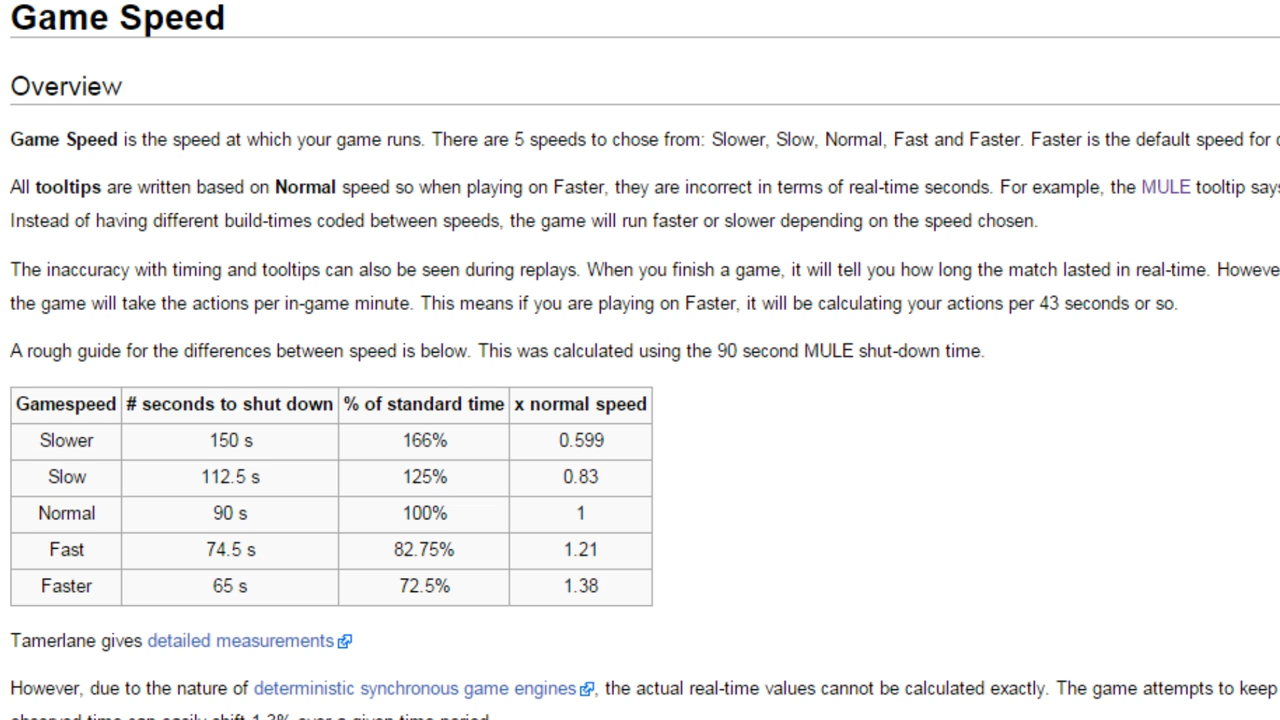 Game Speed
Overview
Game Speed is the speed at which your game runs. There are 5 speeds to chose from: Slower, Slow, Normal, Fast and Faster. Faster is the default speed for
All tooltips are written based on Normal speed so when playing on Faster, they are incorrect in terms of real-time seconds. For example, the MULE tooltip says
Instead of having different build-times coded between speeds, the game will run faster or slower depending on the speed chosen.
The inaccuracy with timing and tooltips can also be seen during replays. When you finish a game, it will tell you how long the match lasted in real-time.
the game will take the actions per in-game minute. This means if you are playing on Faster, it will be calculating your actions per 43 seconds or so.
A rough guide for the differences between speed is below. This was calculated using the 90 second MULE shut-down time.
Gamespeed # seconds to shut down % of standard time x normal speed
Slower 150 s 166% 0.599
Slow 112.5 s 125% 0.83
Normal 90 s 100% 1
Fast 74.5 s 82.75% 1.21
Faster 65 s 72.5% 1.38
Tamerlane gives detailed measurements
However, due to the nature of deterministic synchronous game engines, the actual real-time values cannot be calculated exactly. The game attempts to keep
observed time can easily shift 1-3% over a given time period.